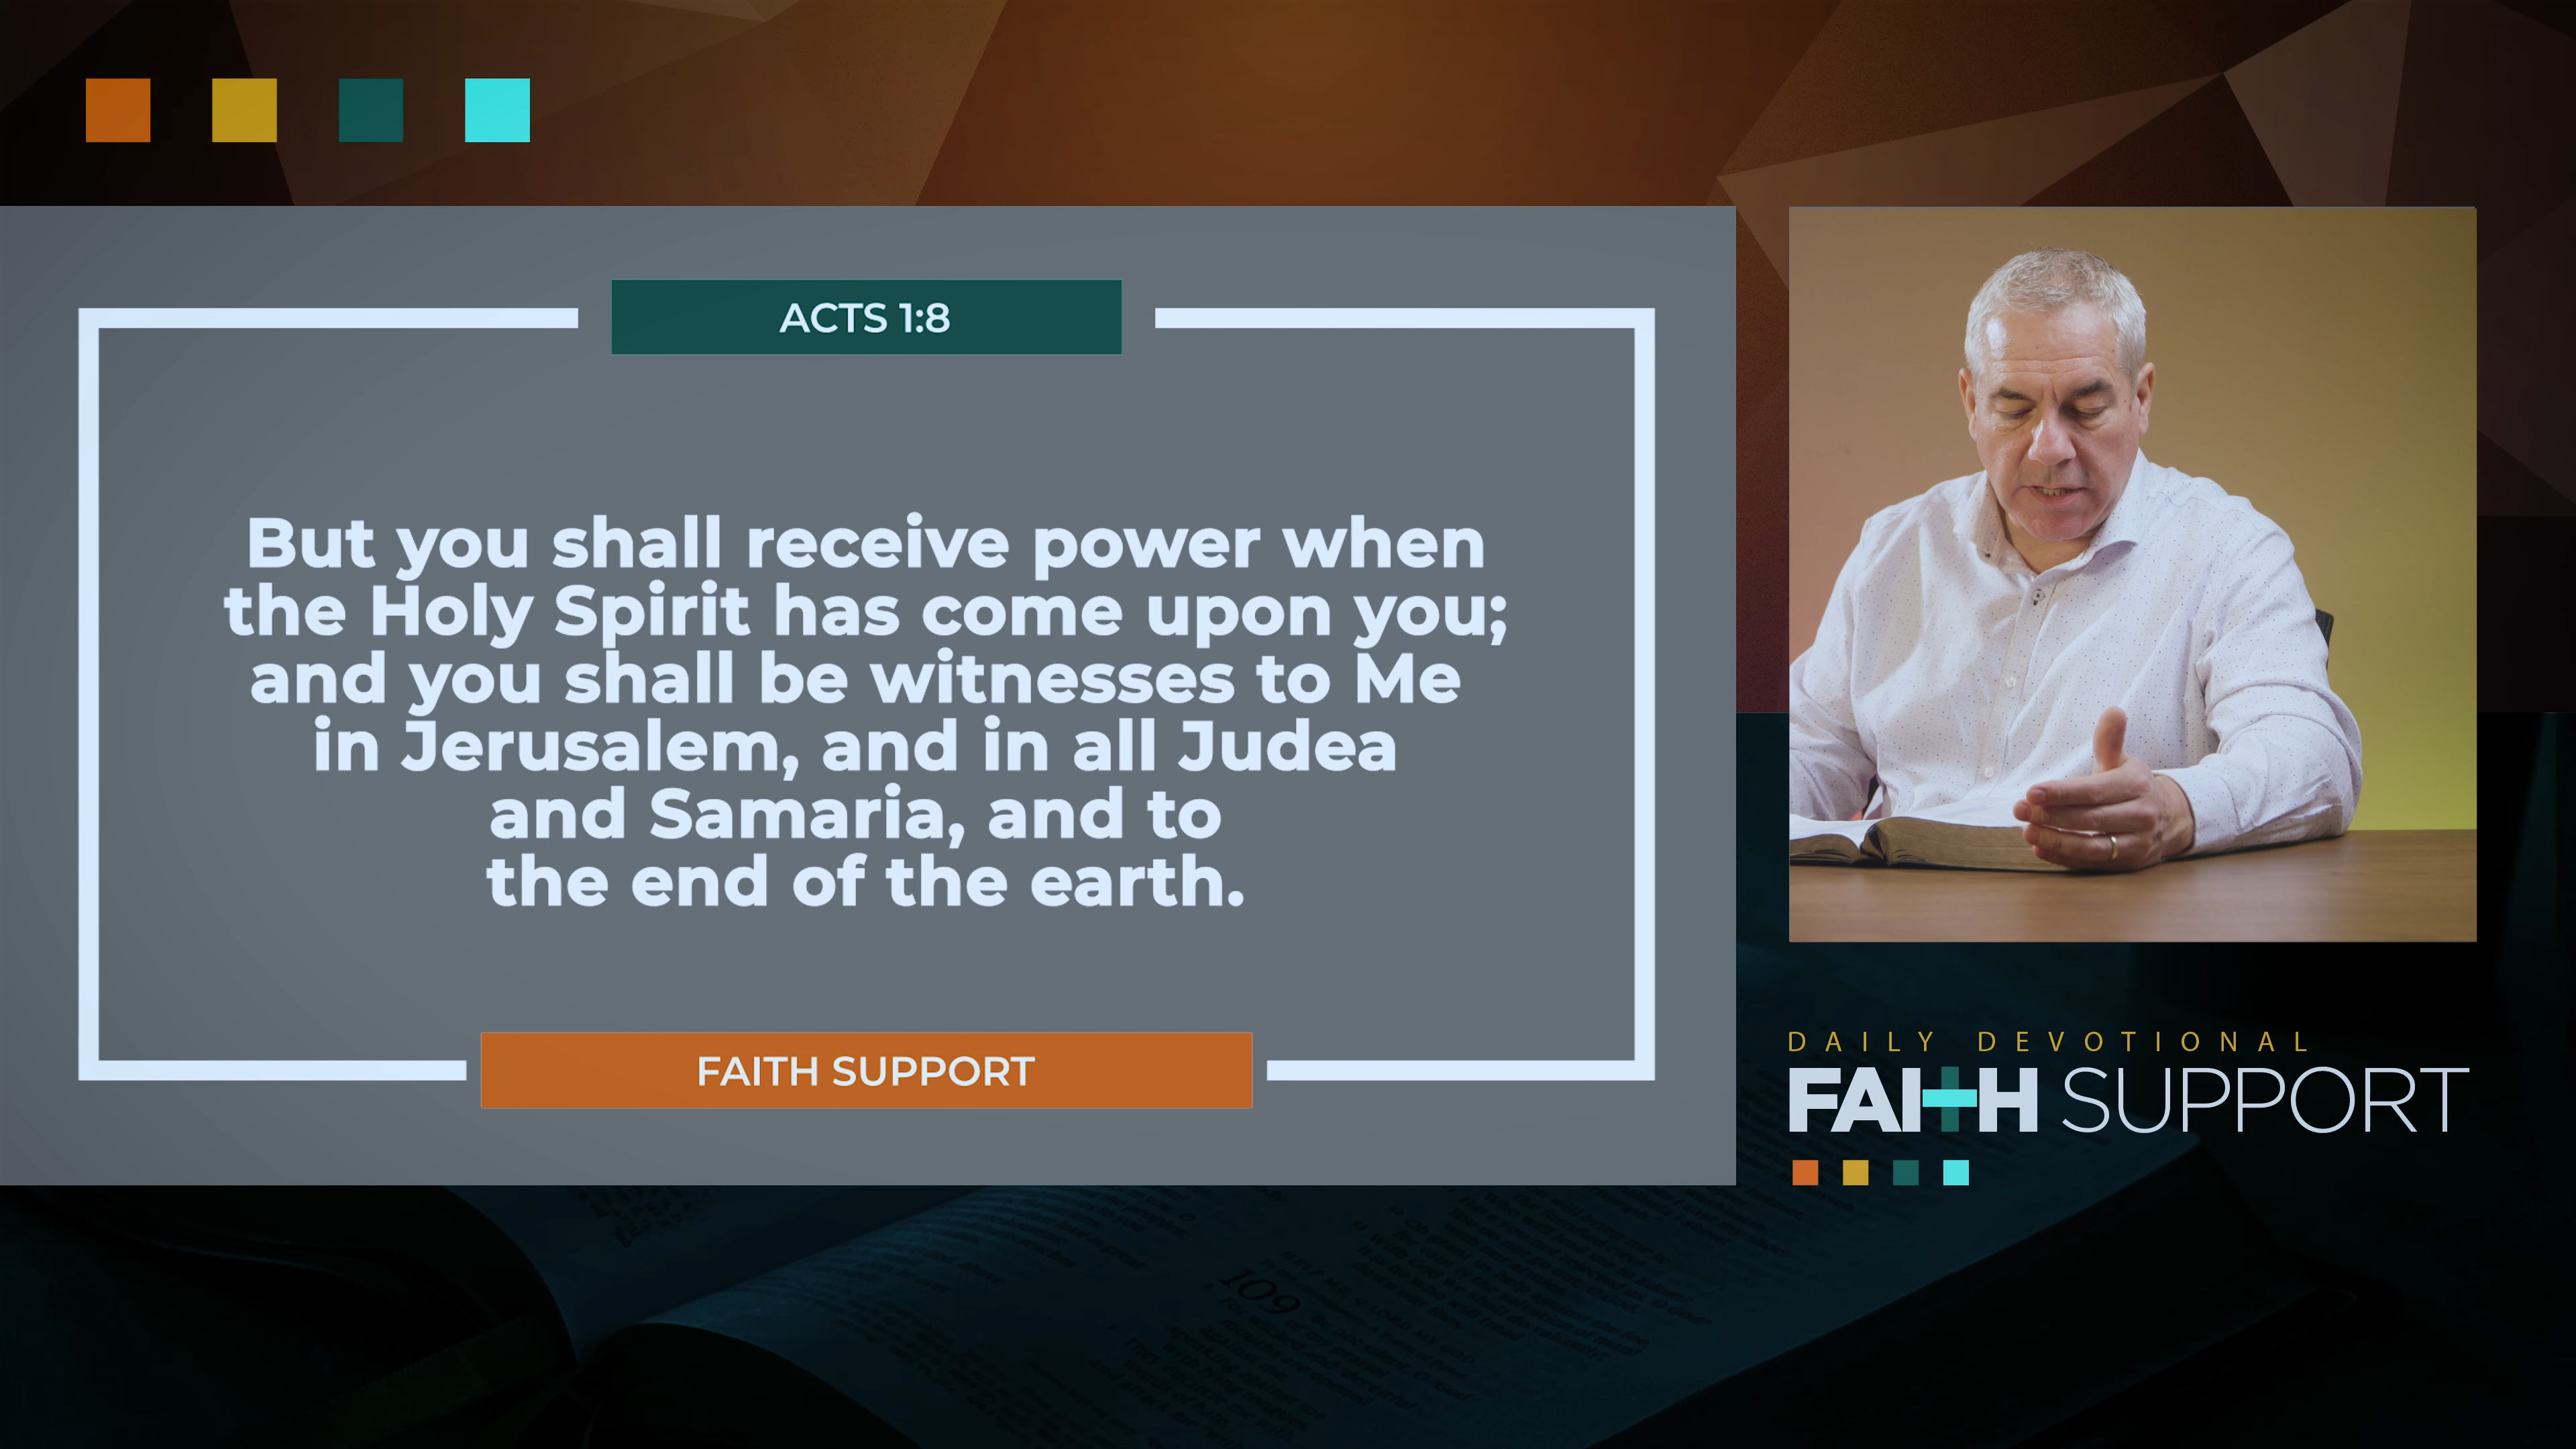 ACTS 1:8
But you shall receive power when
the Holy Spirit has come upon you;
and you shall be witnesses to Me
in Jerusalem, and in all Judea
and Samaria, and to
the end of the earth.
FAITH SUPPORT
DAILY DEVOTIONAL
FAITH SUPPORT
109